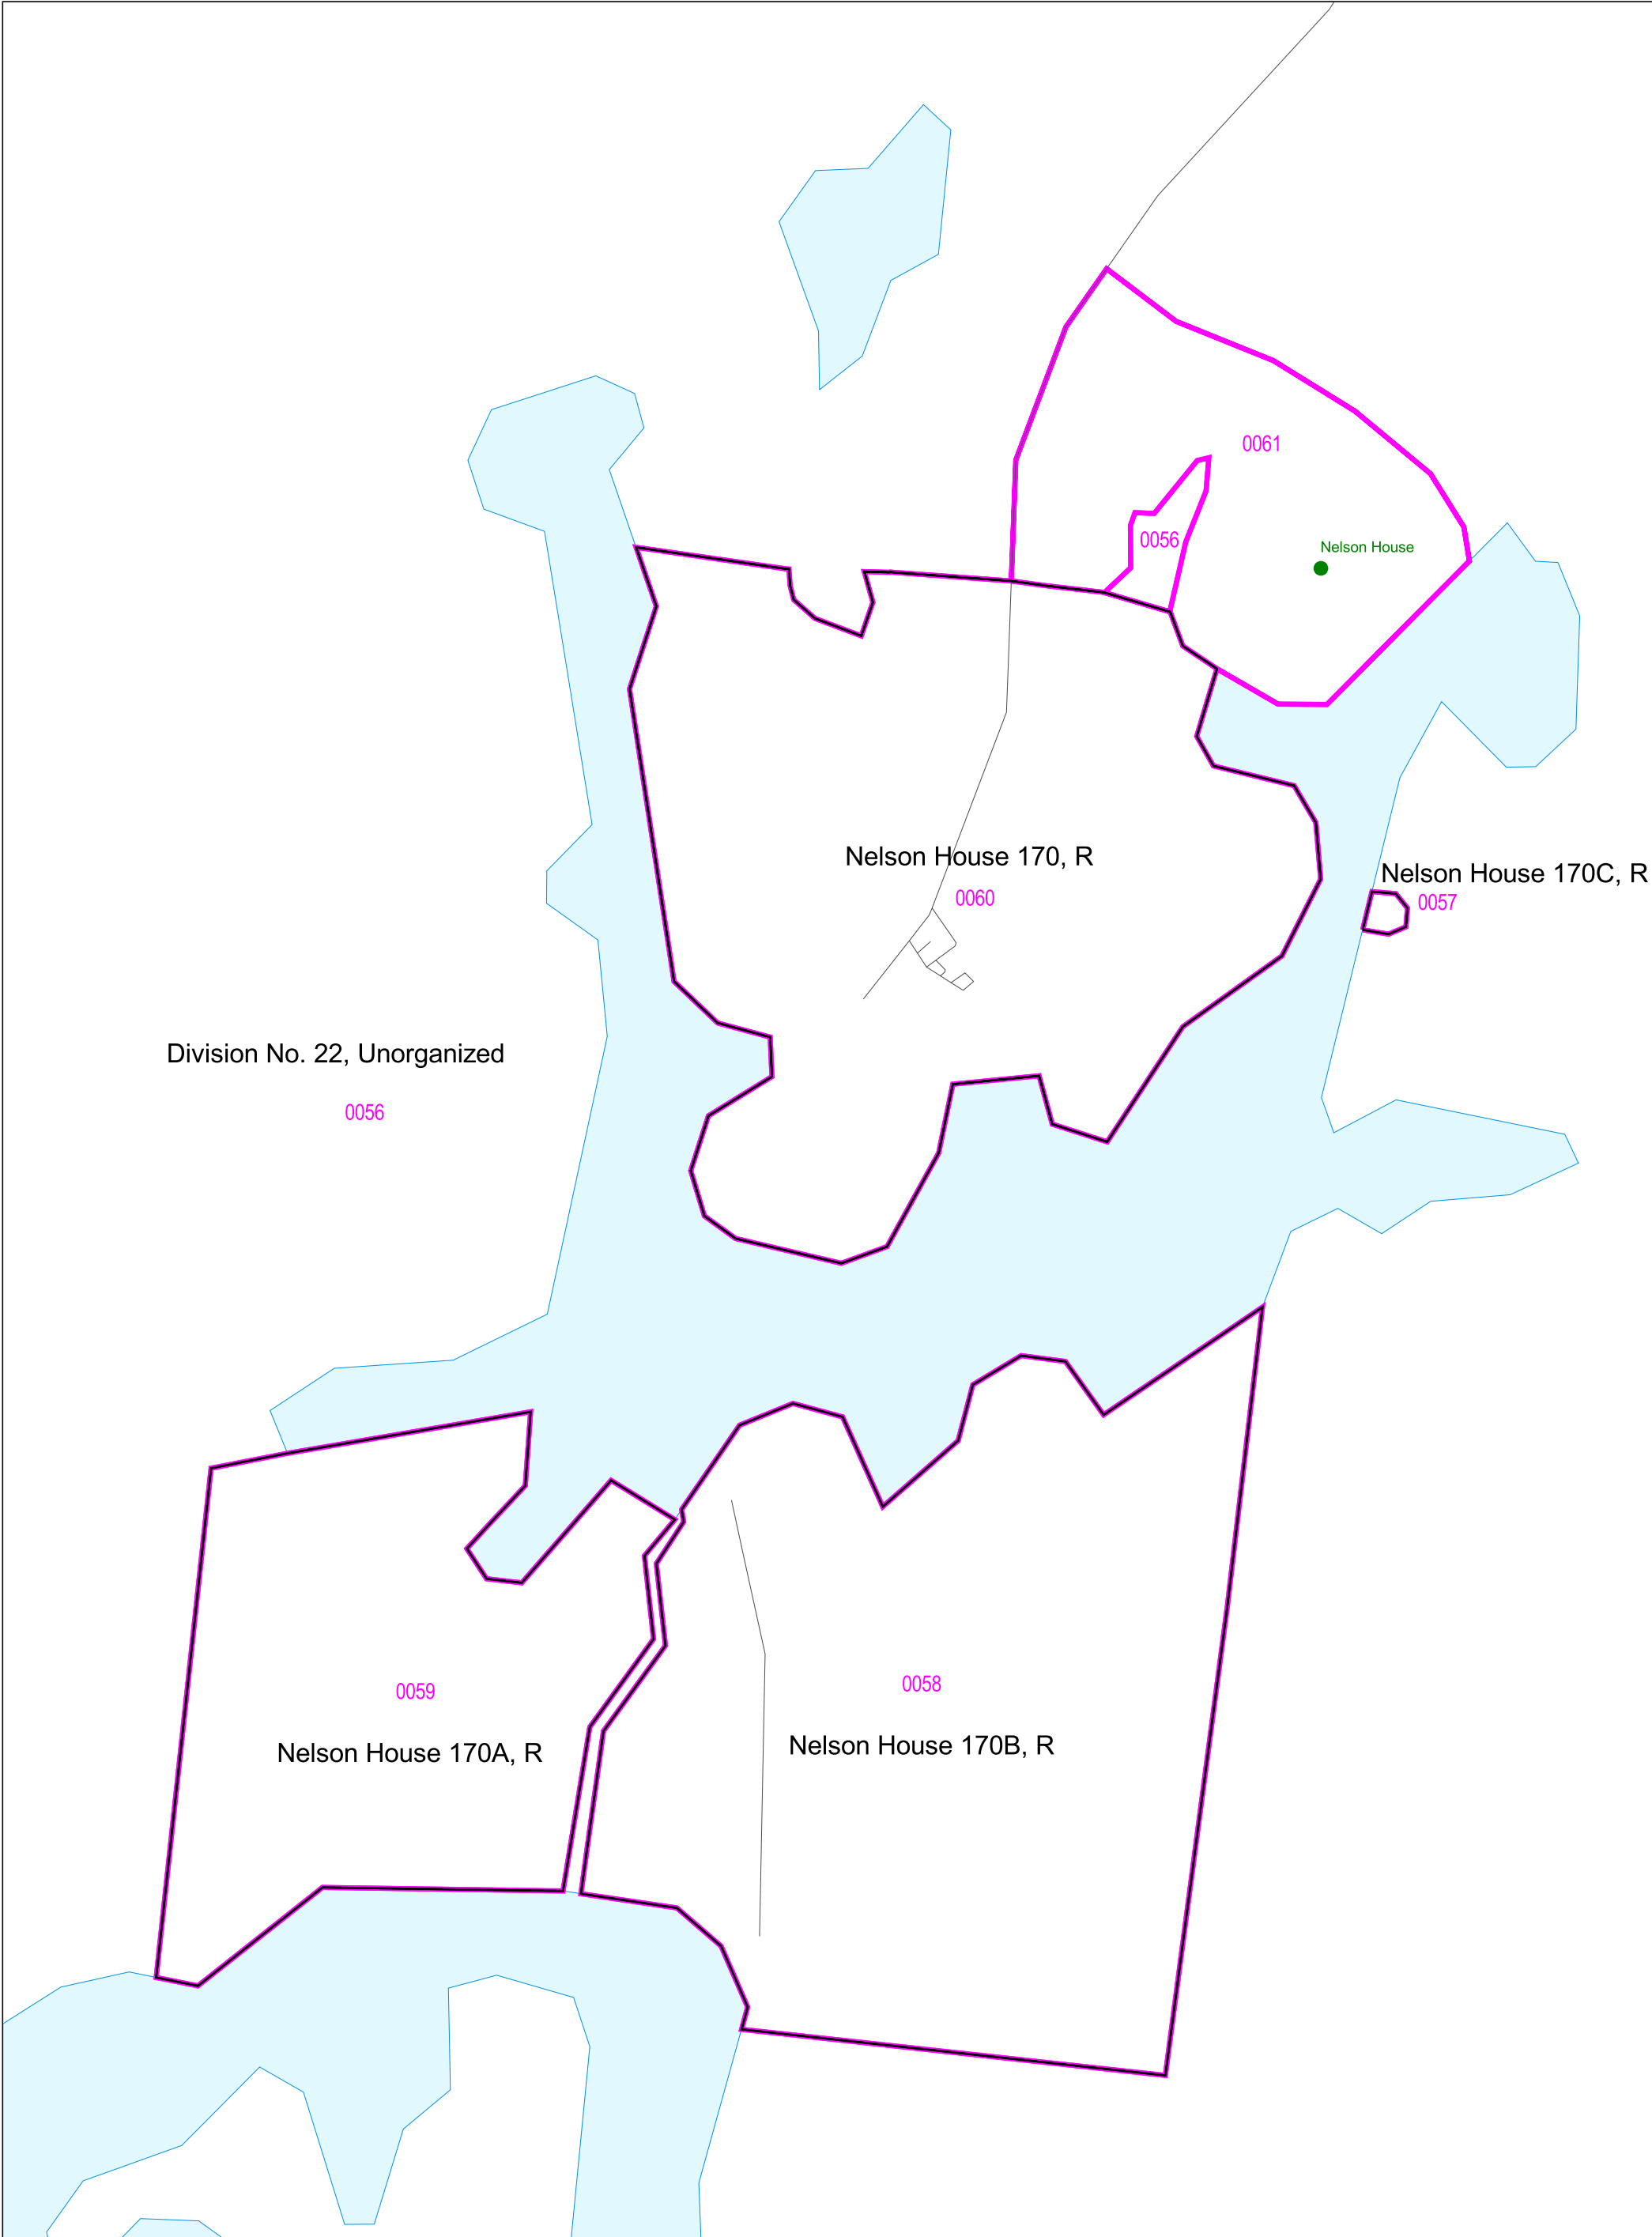 0061
0056
Nelson House
Nelson House 170, R
0060
Nelson House 170C, R
0057
Division No. 22, Unorganized
0056
0059
Nelson House 170A, R
0058
Nelson House 170B, R